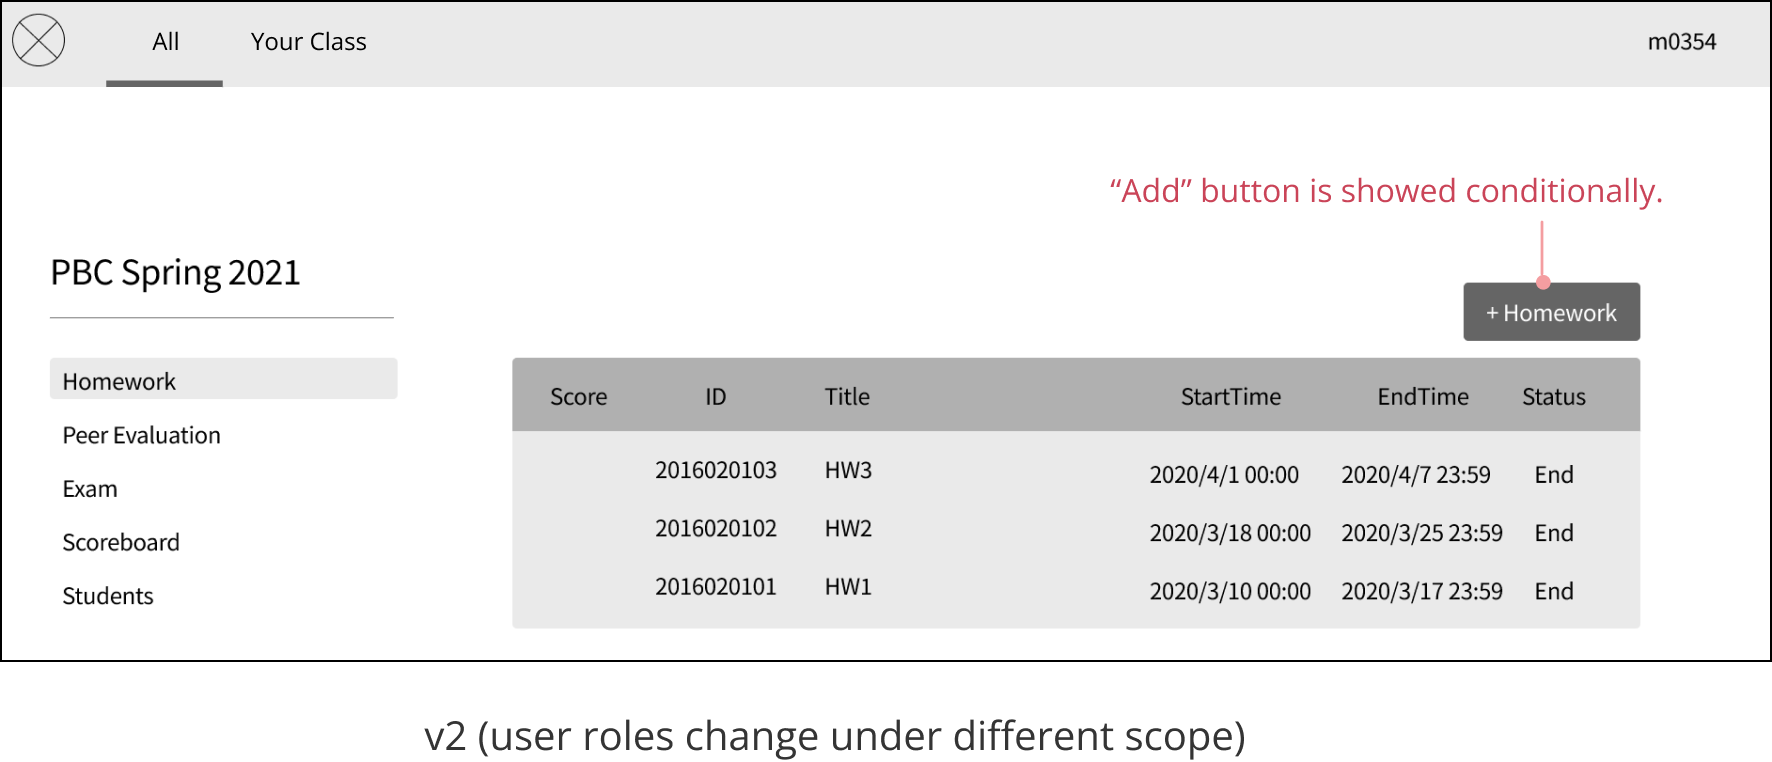 All Your Class m0354
“Add” button is showed conditionally.
PBC Spring 2021
+ Homework
Homework
Peer Evaluation
Exam
Scoreboard
Students
Score ID Title StartTime EndTime Status
2016020103 HW3 2020/4/1 00:00 2020/4/7 23:59 End
2016020102 HW2 2020/3/18 00:00 2020/3/25 23:59 End
2016020101 HW1 2020/3/10 00:00 2020/3/17 23:59 End
v2 (user roles change under different scope)